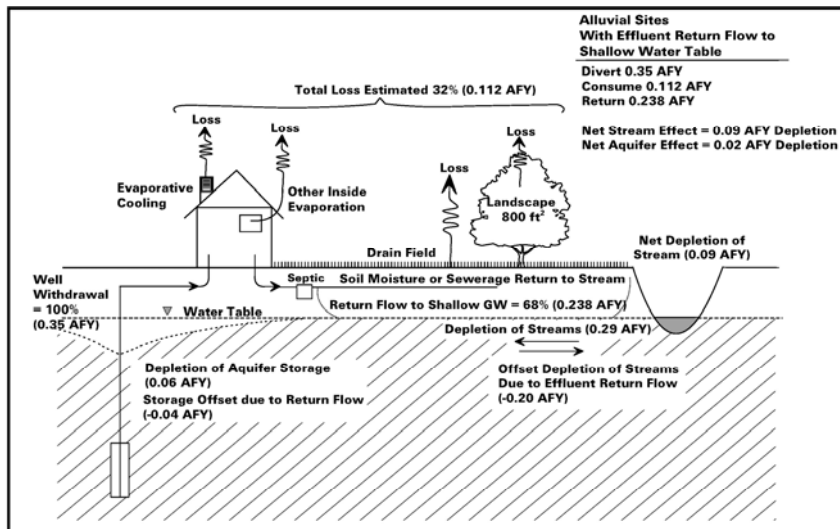 Alluvial Sites
With Effluent Return Flow to
Shallow Water Table
Divert 0.35 AFY
Consume 0.112 AFY
Return 0.238 AFY
Net Stream Effect = 0.09 AFY Depletion
Net Aquifer Effect = 0.02 AFY Depletion
Total Loss Estimated 32% (0.112 AFY)
Loss
Loss
Loss
Loss
Evaporative
Cooling
Other Inside
Evaporation
Landscape
800 ft²
Drain Field
Net Depletion of
Stream (0.09 AFY)
Well
Withdrawal
= 100%
(0.35 AFY)
Septic
Soil Moisture or Sewerage Return to Stream
Return Flow to Shallow GW = 68% (0.238 AFY)
Water Table
Depletion of Streams (0.29 AFY)
Depletion of Aquifer Storage
(0.06 AFY)
Storage Offset due to Return Flow
(-0.04 AFY)
Offset Depletion of Streams
Due to Effluent Return Flow
(-0.20 AFY)